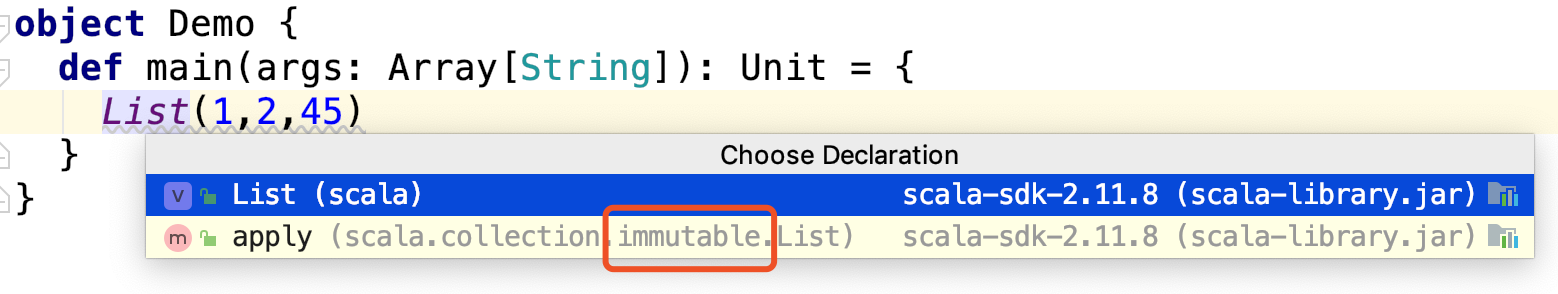 object Demo {
def main(args: Array[String]): Unit = {
List(1,2,45)
}
}
Choose Declaration
v List (scala) scala-sdk-2.11.8 (scala-library.jar)
m apply (scala.collection.immutable.List) scala-sdk-2.11.8 (scala-library.jar)